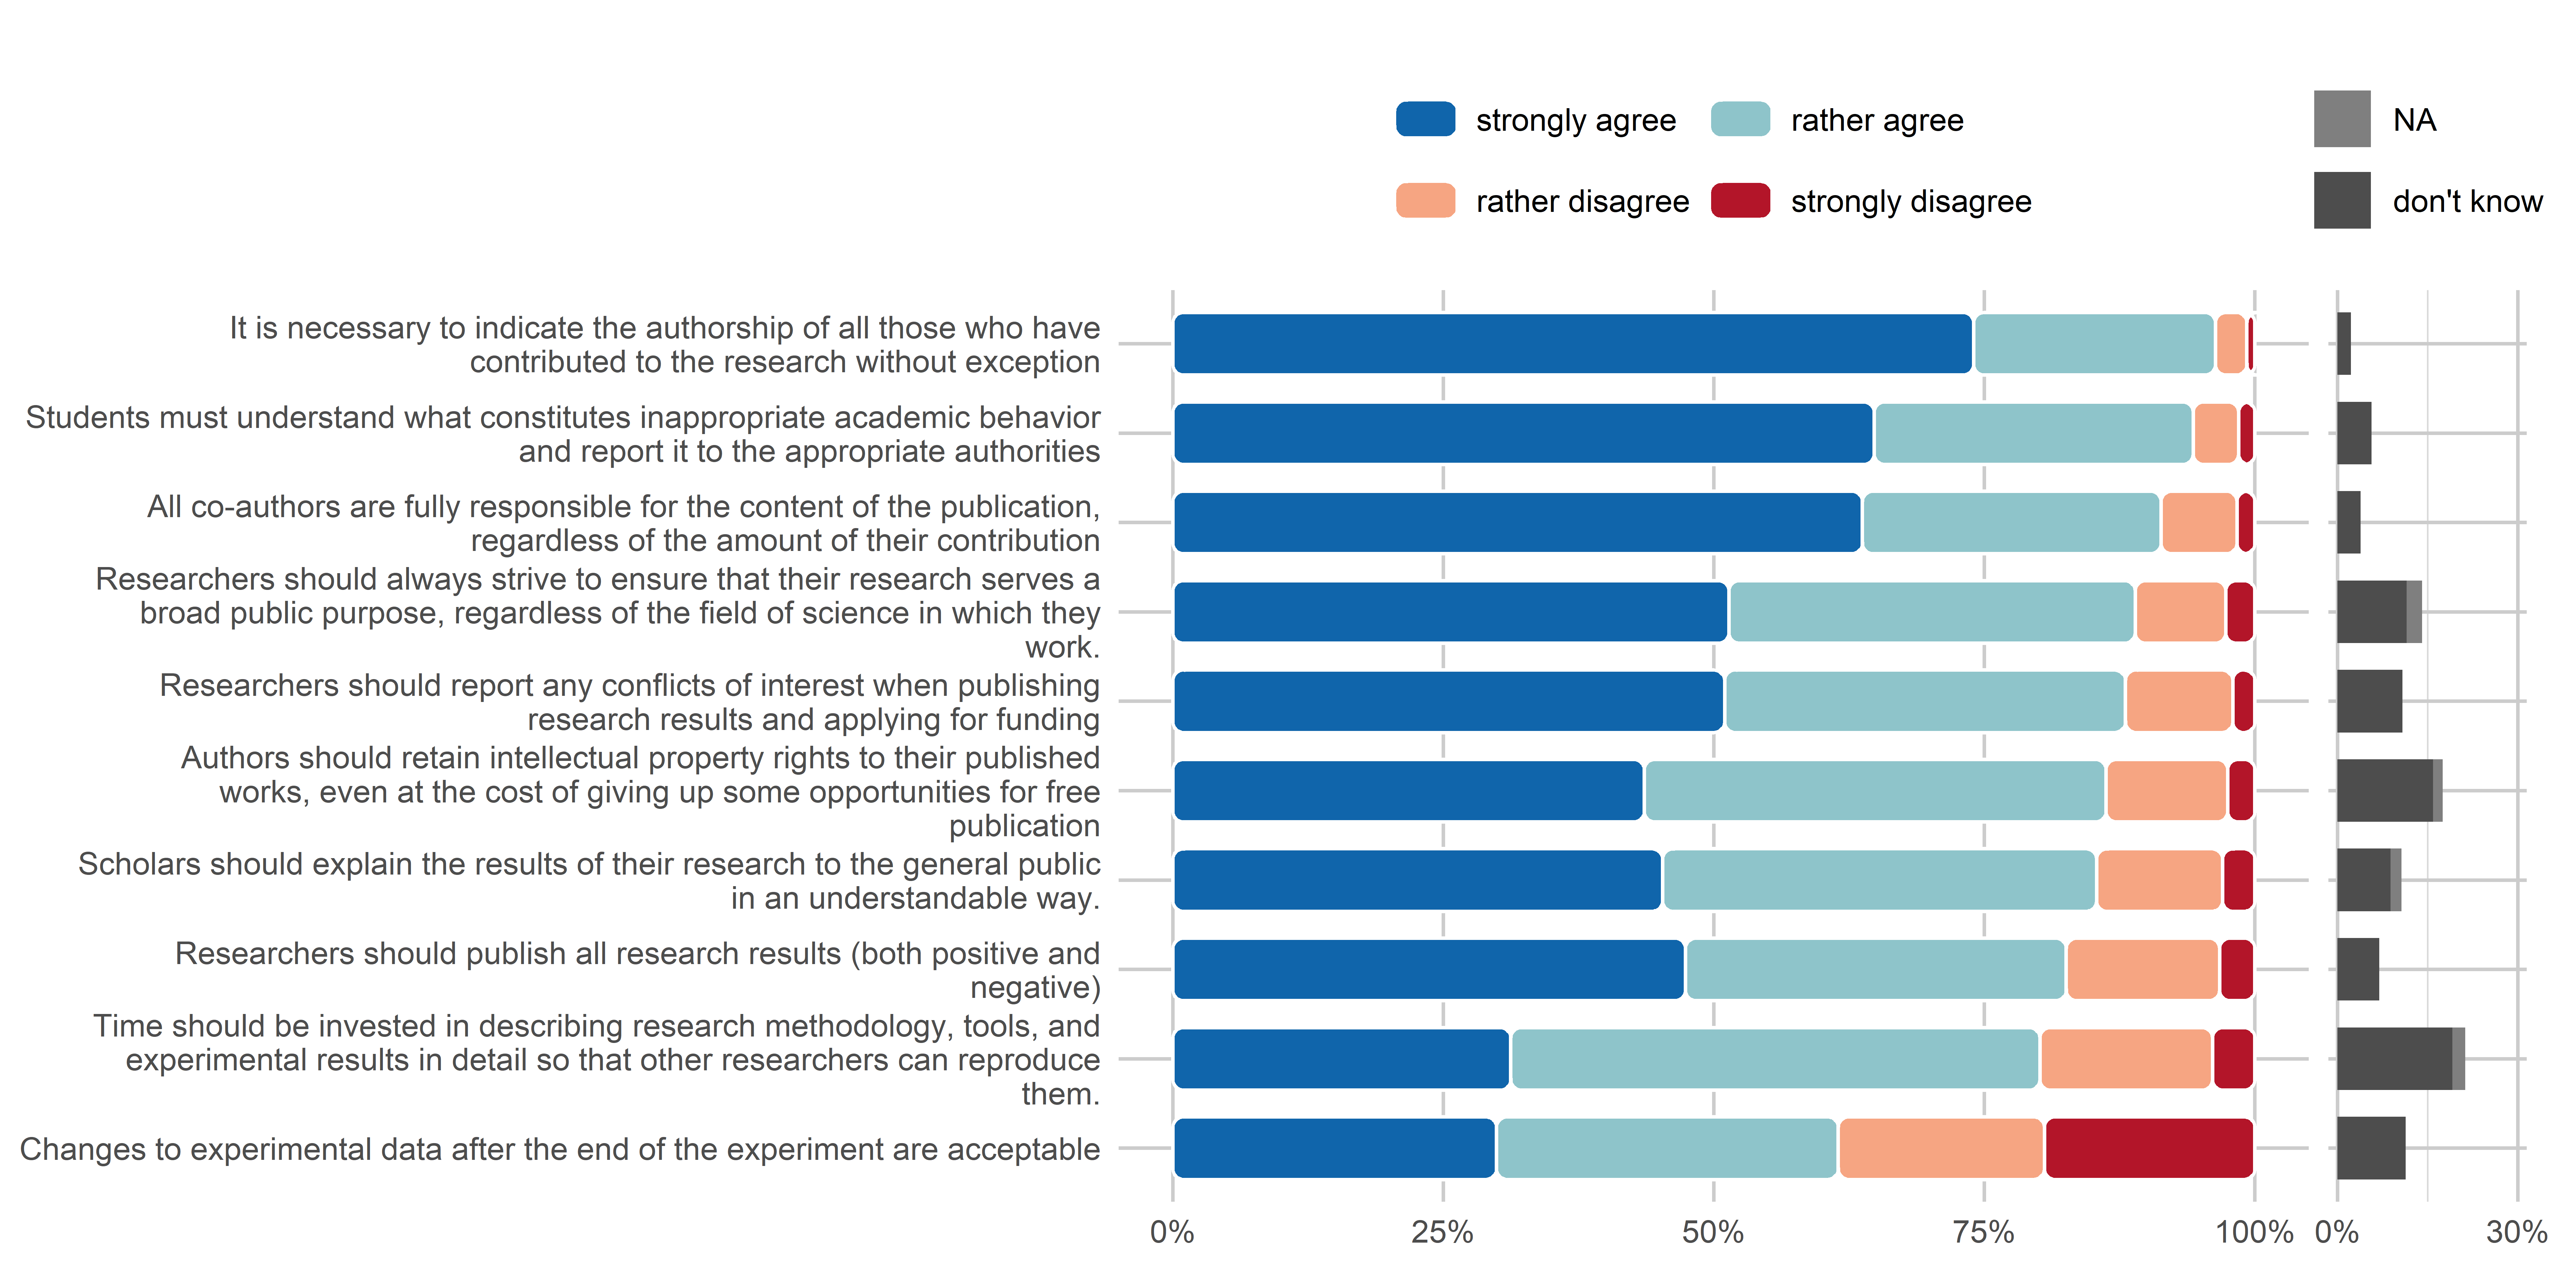 strongly agree
rather agree
NA
rather disagree
strongly disagree
don't know
It is necessary to indicate the authorship of all those who have
contributed to the research without exception
Students must understand what constitutes inappropriate academic behavior
and report it to the appropriate authorities
All co-authors are fully responsible for the content of the publication,
regardless of the amount of their contribution
Researchers should always strive to ensure that their research serves a
broad public purpose, regardless of the field of science in which they
work.
Researchers should report any conflicts of interest when publishing
research results and applying for funding
Authors should retain intellectual property rights to their published
works, even at the cost of giving up some opportunities for free
publication
Scholars should explain the results of their research to the general public
in an understandable way.
Researchers should publish all research results (both positive and
negative)
Time should be invested in describing research methodology, tools, and
experimental results in detail so that other researchers can reproduce
them.
Changes to experimental data after the end of the experiment are acceptable
0%
25%
50%
75%
100%
0%
30%